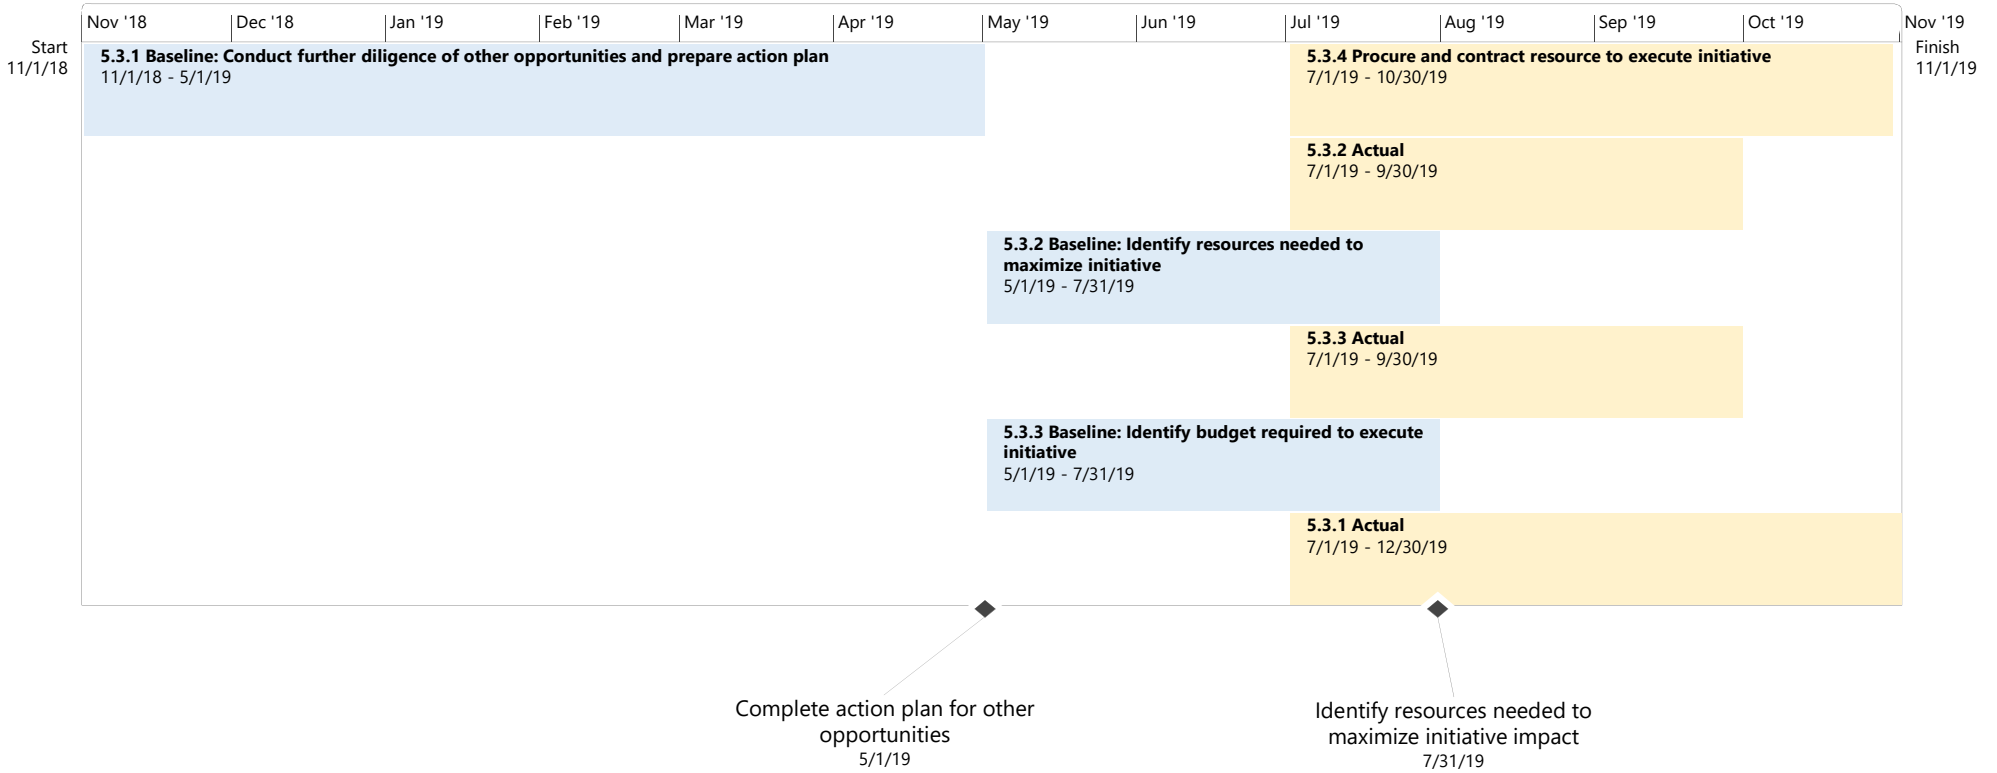 Nov '18
Dec '18
Jan '19
Feb '19
Mar '19
Apr '19
May '19
Jun '19
Jul '19
Aug '19
Sep '19
Oct '19
Nov '19
Start
11/1/18
Finish
11/1/19
5.3.1 Baseline: Conduct further diligence of other opportunities and prepare action plan
11/1/18 - 5/1/19
5.3.4 Procure and contract resource to execute initiative
7/1/19 - 10/30/19
5.3.2 Actual
7/1/19 - 9/30/19
5.3.2 Baseline: Identify resources needed to
maximize initiative
5/1/19 - 7/31/19
5.3.3 Actual
7/1/19 - 9/30/19
5.3.3 Baseline: Identify budget required to execute
initiative
5/1/19 - 7/31/19
5.3.1 Actual
7/1/19 - 12/30/19
Complete action plan for other
opportunities
5/1/19
Identify resources needed to
maximize initiative impact
7/31/19